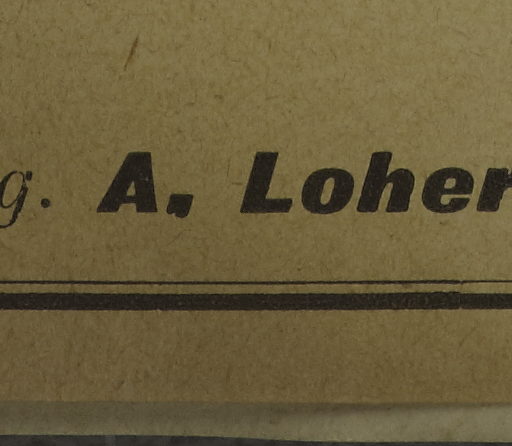 g. A, Loher